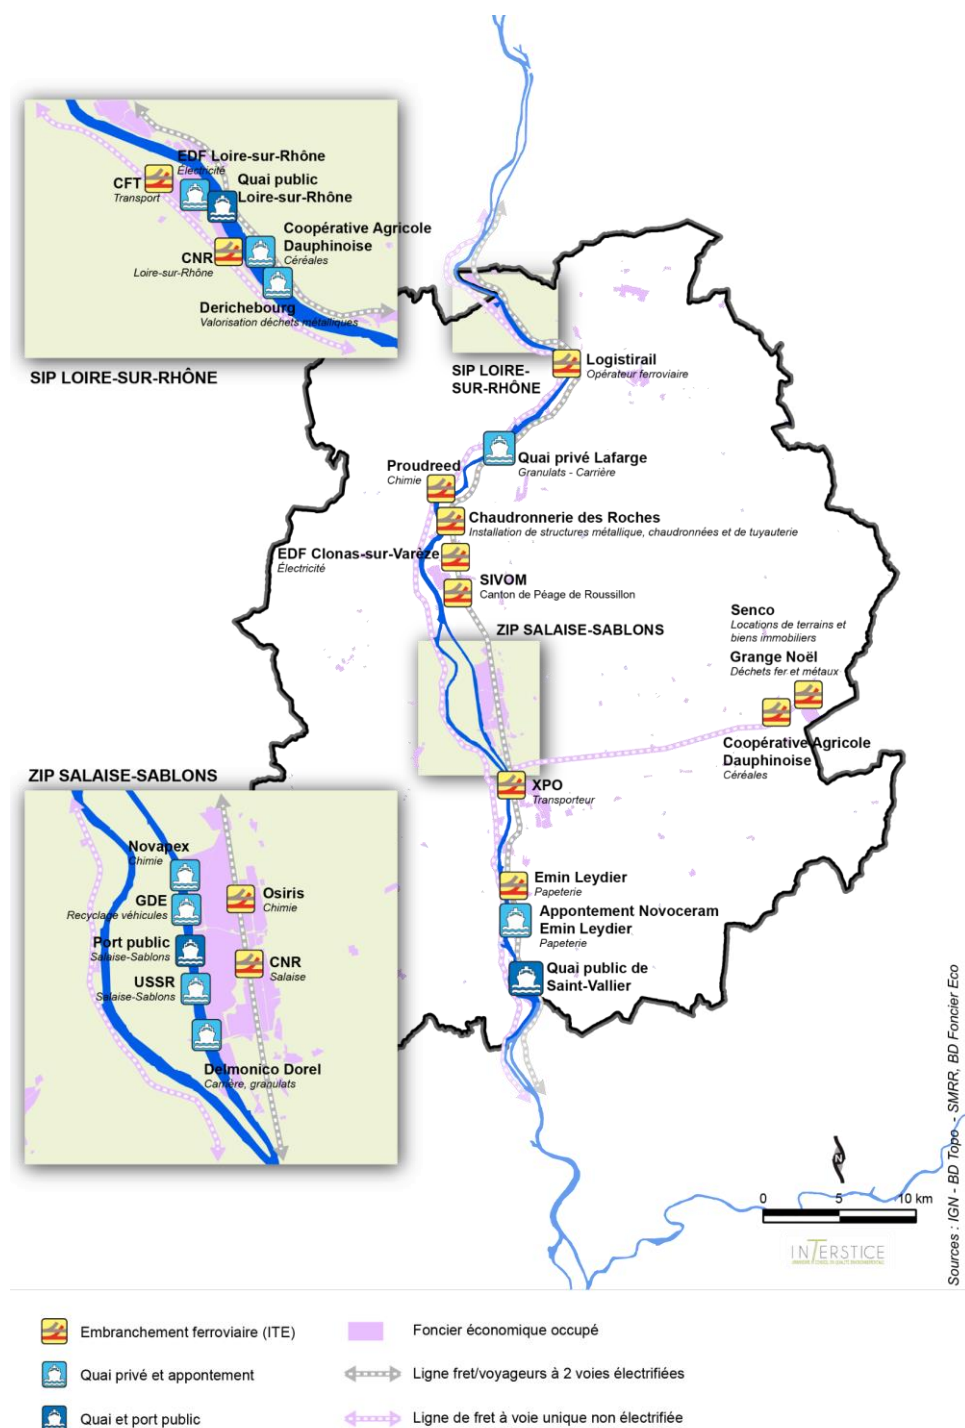 EDF Loire-sur-Rhône
Électricité
CFT
Transport
Quai public
Loire-sur-Rhône
Coopérative Agricole
Dauphinoise
Céréales
CNR
Loire-sur-Rhône
Derichebourg
Valorisation déchets métalliques
SIP LOIRE-SUR-RHÔNE
SIP LOIRE-
SUR-RHÔNE
Logistirail
Opérateur ferroviaire
Quai privé Lafarge
Granulats - Carrière
Proudreed
Chimie
Chaudronnerie des Roches
Installation de structures métallique, chaudronnées et de tuyauterie
EDF Clonas-sur-Varèze
Électricité
SIVOM
Canton de Péage de Roussillon
ZIP SALAISE-SABLONS
Senco
Locations de terrains et
biens immobiliers
Grange Noël
Déchets fer et métaux
Coopérative Agricole
Dauphinoise
Céréales
XPO
Transporteur
ZIP SALAISE-SABLONS
Novapex
Chimie
GDE
Recyclage véhicules
Osiris
Chimie
Port public
Salaise-Sablons
CNR
Salaise
USSR
Salaise-Sablons
Delmonico Dorel
Carrière, granulats
Emin Leydier
Papeterie
Appontement Novoceram
Emin Leydier
Papeterie
Quai public de
Saint-Vallier
N
0 5 10 km
INTERSTICE
Sources : IGN - BD Topo - SMRR, BD Foncier Eco
Embranchement ferroviaire (ITE)
Foncier économique occupé
Quai privé et appontement
Ligne fret/voyageurs à 2 voies électrifiées
Quai et port public
Ligne de fret à voie unique non électrifiée